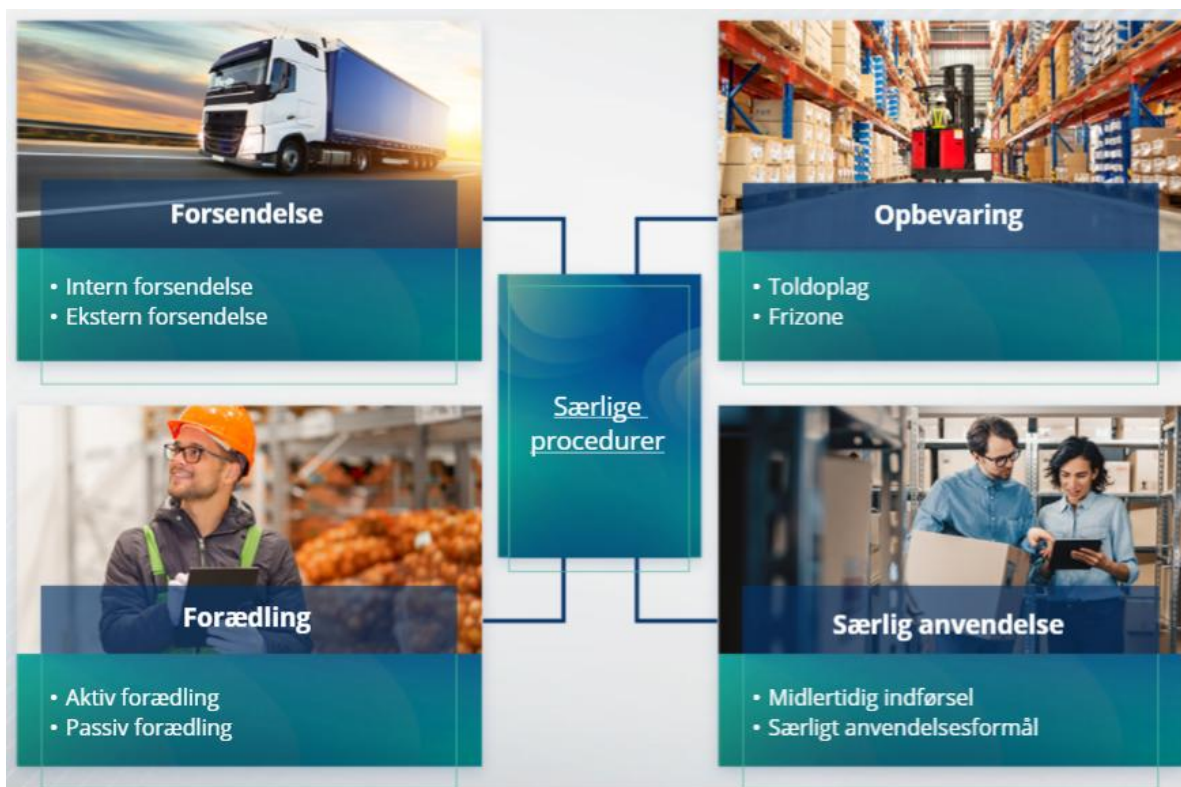 Forsendelse
• Intern forsendelse
• Ekstern forsendelse
Opbevaring
• Toldoplag
• Frizone
Særlige
procedurer
Forædling
• Aktiv forædling
• Passiv forædling
Særlig anvendelse
• Midlertidig indførsel
• Særligt anvendelsesformål